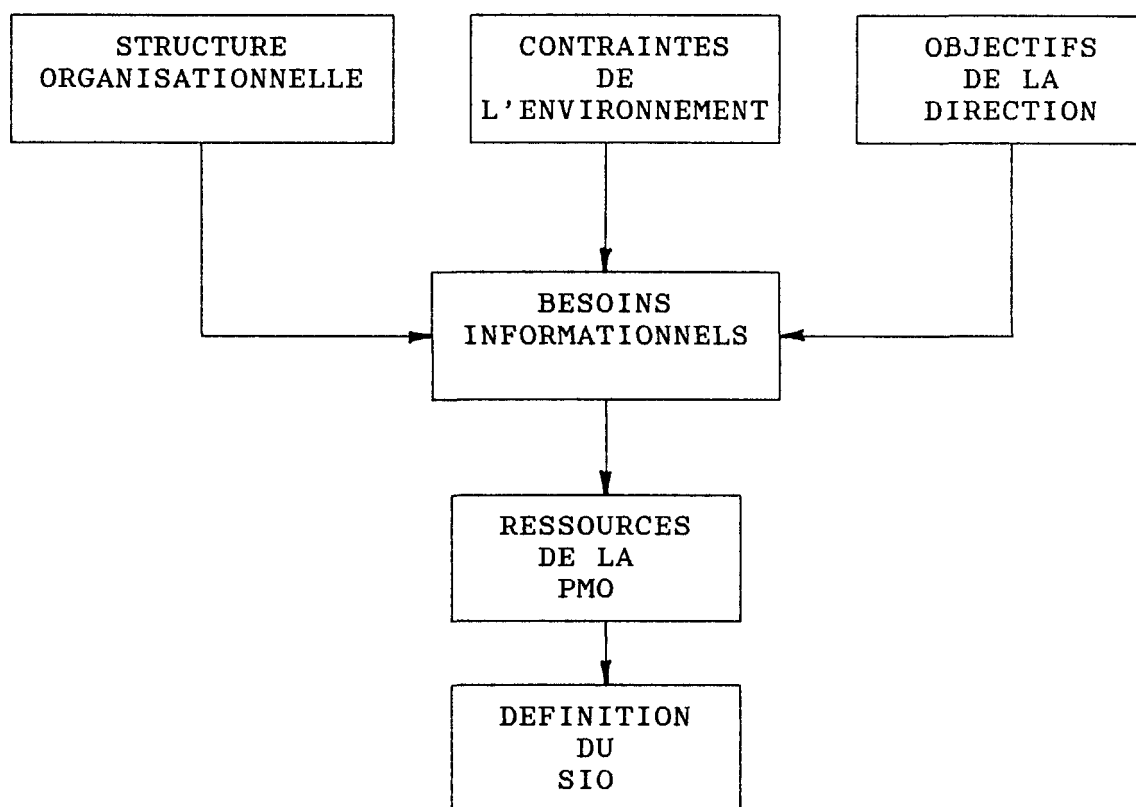 STRUCTURE
ORGANISATIONNELLE
CONTRAINTES
DE
L'ENVIRONNEMENT
OBJECTIFS
DE LA
DIRECTION
BESOINS
INFORMATIONNELS
RESSOURCES
DE LA
PMO
DEFINITION
DU
SIO